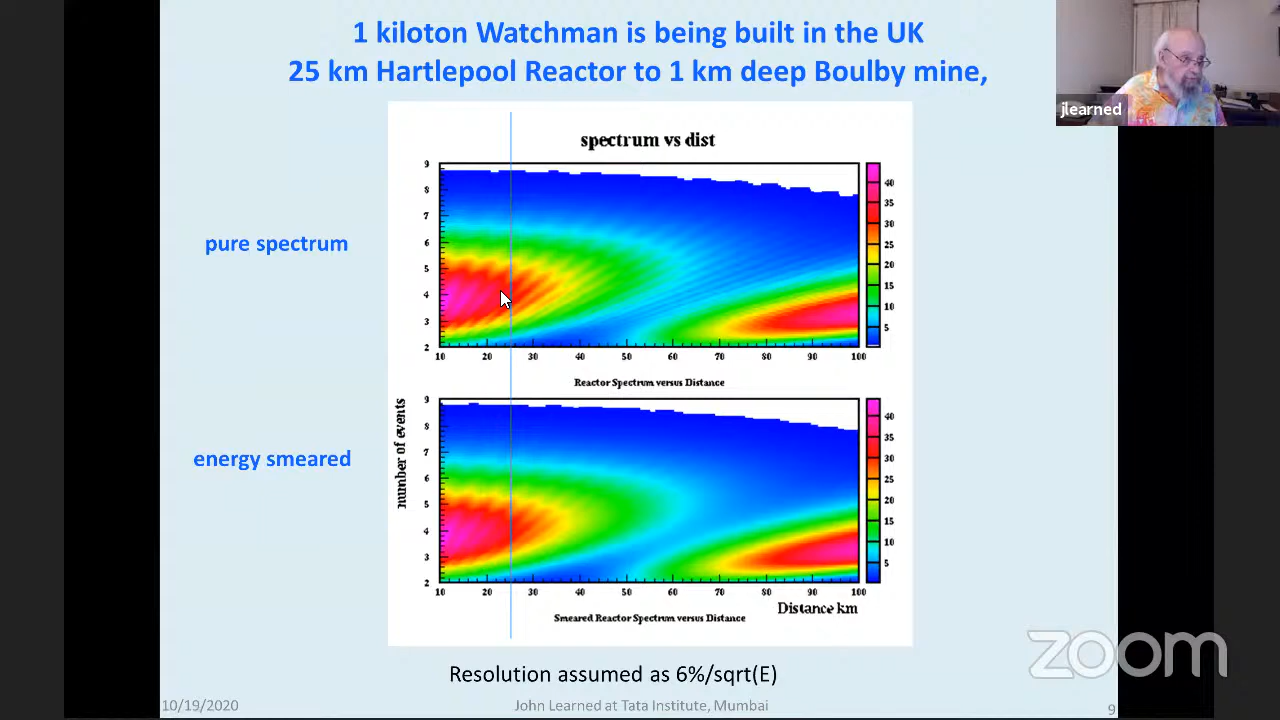 1 kiloton Watchman is being built in the UK
25 km Hartlepool Reactor to 1 km deep Boulby mine,
jlearned
spectrum vs dist
pure spectrum
9
8
7
6
5
4
3
2
10 20 30 40 50 60 70 80 90 100
40
35
30
25
20
15
10
5
Reactor Spectrum versus Distance
energy smeared
number of events
9
8
7
6
5
4
3
2
10 20 30 40 50 60 70 80 90 100
40
35
30
25
20
15
10
5
Distance km
Smeared Reactor Spectrum versus Distance
Resolution assumed as 6%/sqrt(E)
zoom
10/19/2020 John Learned at Tata Institute, Mumbai 9